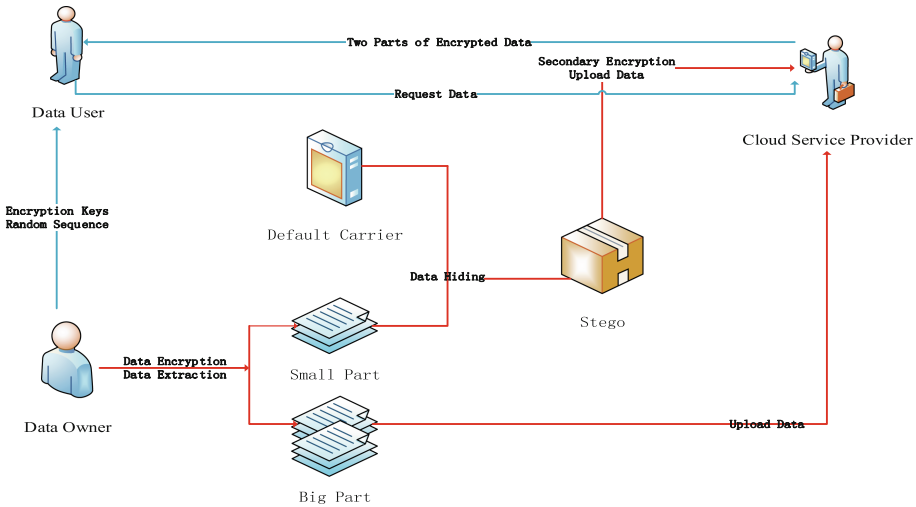 Two Parts of Encrypted Data
Secondary Encryption
Upload Data
Request Data
Data User
Cloud Service Provider
Encryption Keys
Random Sequence
Default Carrier
Data Hiding
Stego
Data Encryption
Data Extraction
Small Part
Data Owner
Upload Data
Big Part